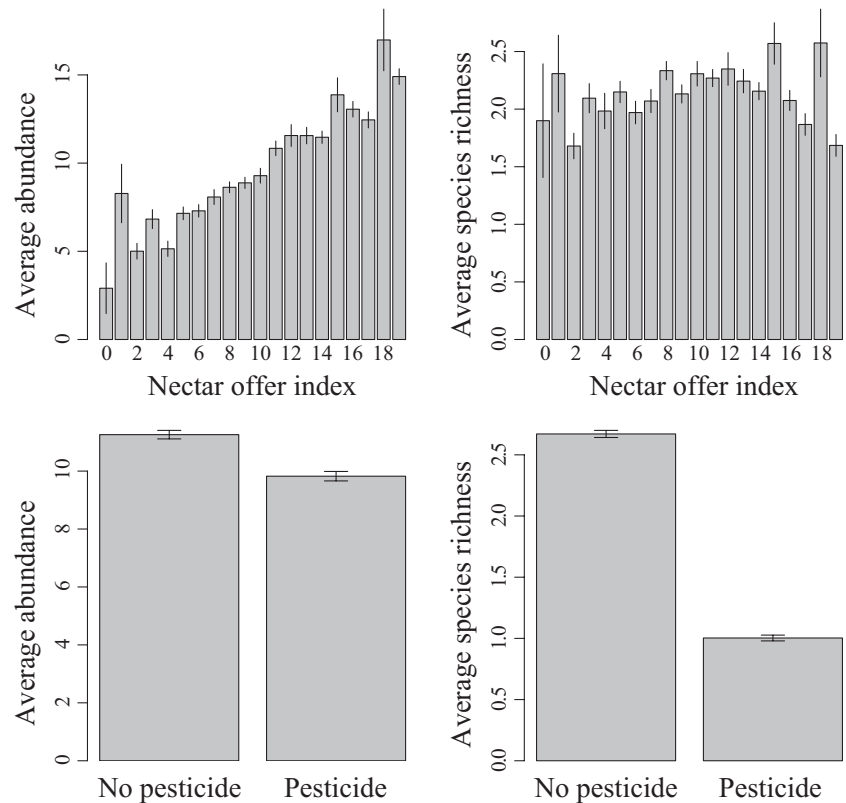 Average abundance
0 5 10 15
0 2 4 6 8 10 12 14 16 18
Nectar offer index
Average species richness
0.0 0.5 1.0 1.5 2.0 2.5
0 2 4 6 8 10 12 14 16 18
Nectar offer index
Average abundance
0 2 4 6 8 10
No pesticide Pesticide
Average species richness
0.0 0.5 1.0 1.5 2.0 2.5
No pesticide Pesticide